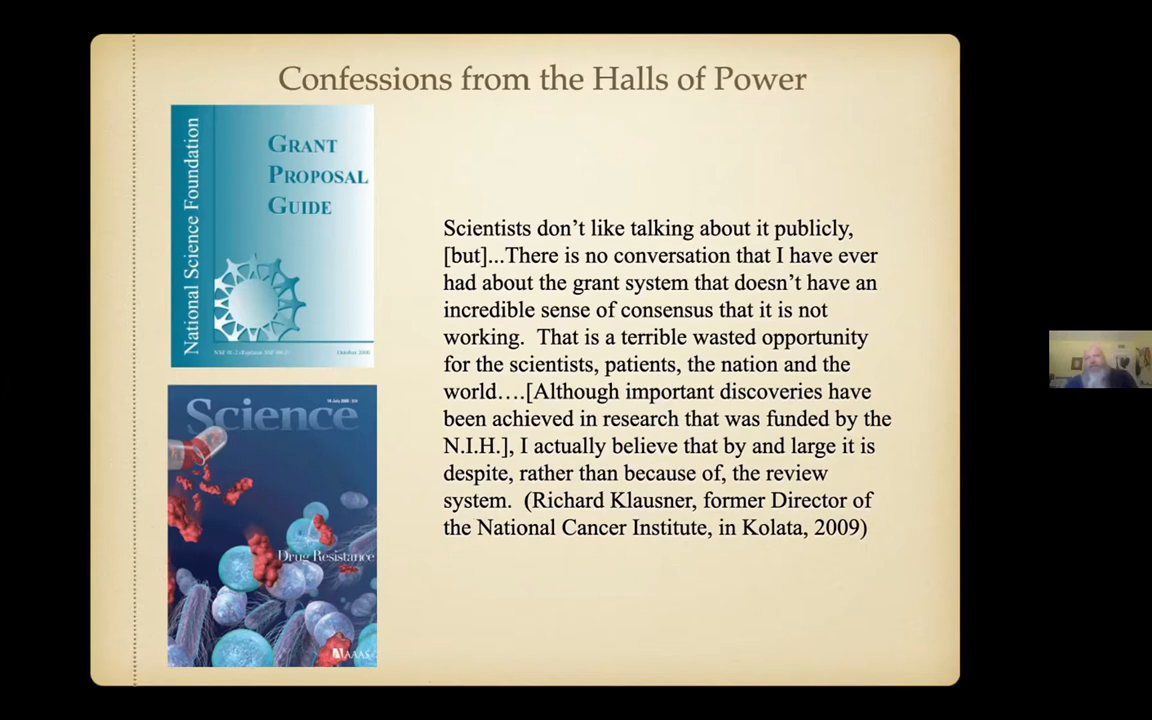 Confessions from the Halls of Power
National Science Foundation
GRANT
PROPOSAL
GUIDE
October 2000
Science
Drug Resistance
AAAS
Scientists don’t like talking about it publicly,
[but]...There is no conversation that I have ever
had about the grant system that doesn’t have an
incredible sense of consensus that it is not
working.  That is a terrible wasted opportunity
for the scientists, patients, the nation and the
world….[Although important discoveries have
been achieved in research that was funded by the
N.I.H.], I actually believe that by and large it is
despite, rather than because of, the review
system.  (Richard Klausner, former Director of
the National Cancer Institute, in Kolata, 2009)